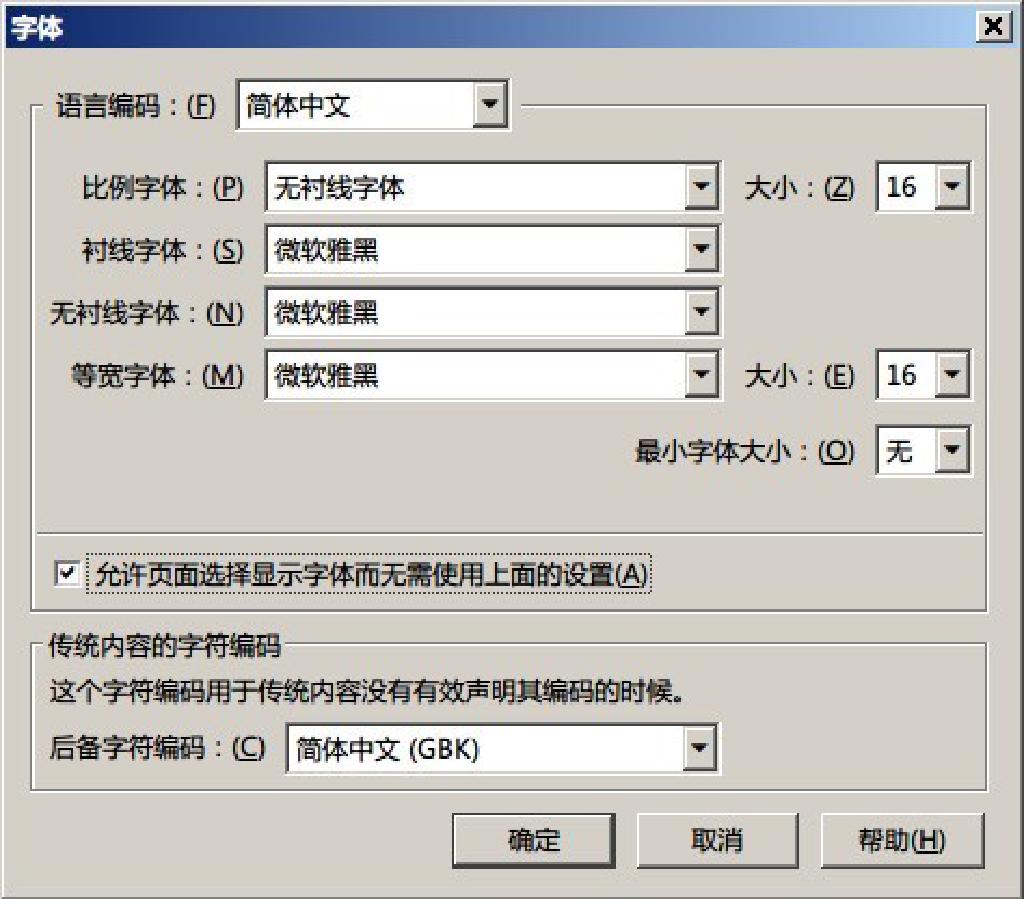 字体
语言编码：(F) 简体中文
比例字体：(P) 无衬线字体 大小：(Z) 16
衬线字体：(S) 微软雅黑
无衬线字体：(N) 微软雅黑
等宽字体：(M) 微软雅黑 大小：(E) 16
最小字体大小：(O) 无
允许页面选择显示字体而无需使用上面的设置(A)
传统内容的字符编码
这个字符编码用于传统内容没有有效声明其编码的时候。
后备字符编码：(C) 简体中文 (GBK)
确定 取消 帮助(H)